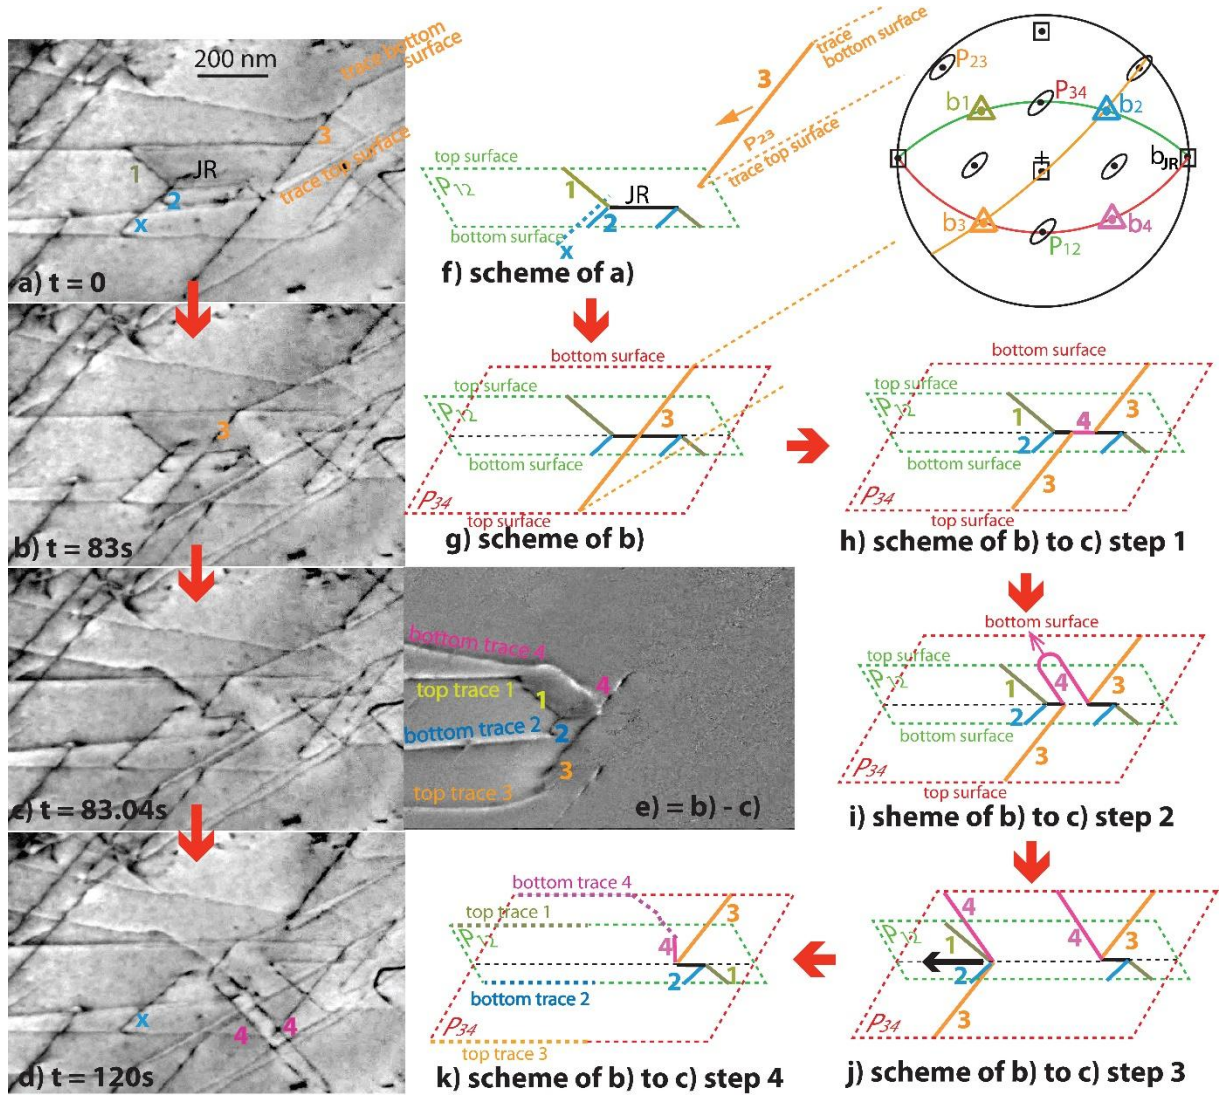 200 nm
trace bottom
surface
3
1
JR
2
x
trace top surface
a) t = 0
3
b) t = 83s
c) t = 83.04s
x
4
4
d) t = 120s
bottom trace 4
top trace 1
1
4
bottom trace 2
2
3
top trace 3
e) = b) - c)
trace
bottom surface
3
P23
trace top surface
top surface
P12
1
JR
2
bottom surface
x
f) scheme of a)
P23
P34
b1
b2
bJR
b3
b4
P12
bottom surface
top surface
P12
1
3
bottom surface
P34
top surface
g) scheme of b)
bottom surface
top surface
P12
1
4
3
2
bottom surface
3
P34
top surface
h) scheme of b) to c) step 1
bottom surface
top surface
P12
1
4
3
2
bottom surface
3
P34
top surface
i) sheme of b) to c) step 2
4
P12
1
4
3
2
3
P34
j) scheme of b) to c) step 3
bottom trace 4
3
top trace 1
P12
4
2
1
bottom trace 2
P34
top trace 3
k) scheme of b) to c) step 4